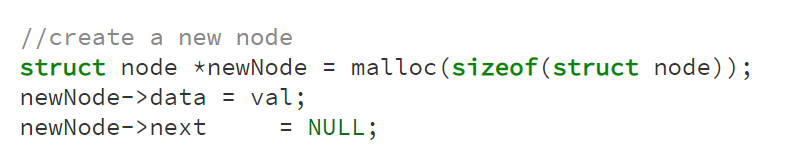 //create a new node
struct node *newNode = malloc(sizeof(struct node));
newNode->data = val;
newNode->next     = NULL;